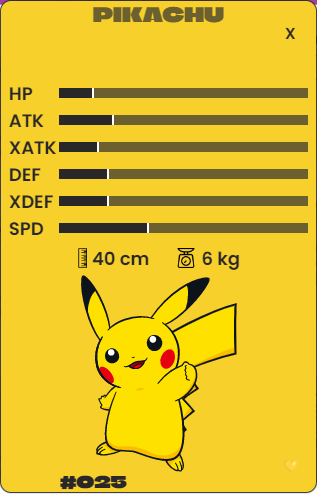 PIKACHU
X
HP
ATK
XATK
DEF
XDEF
SPD
40 cm 6 kg
#025